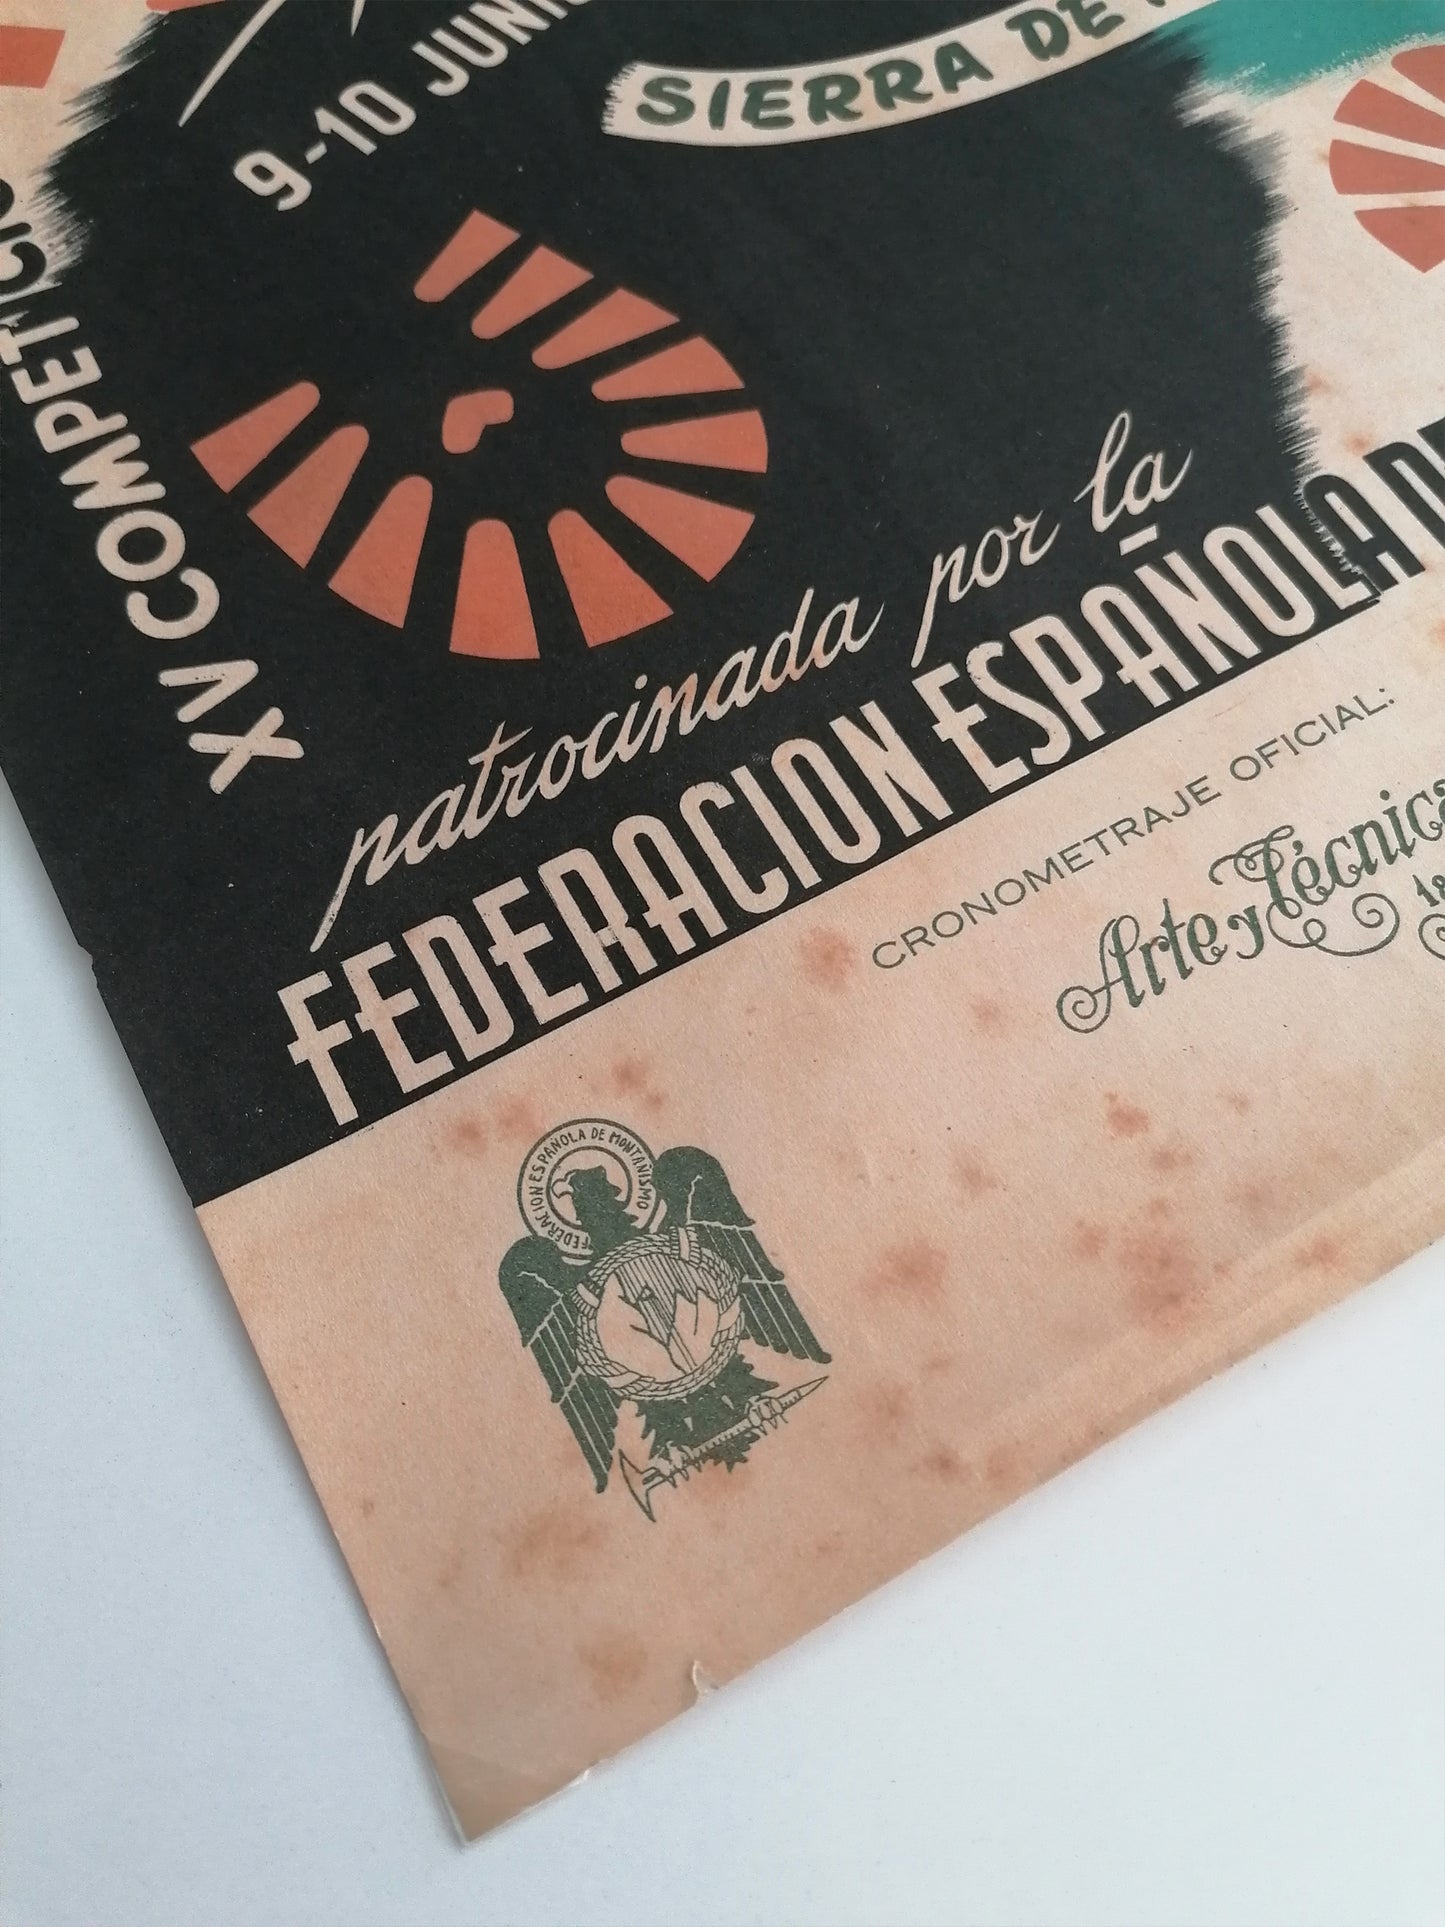 9-10 JUNIO
SIERRA DE
XV COMPETICIO
patrocinada por la
FEDERACION ESPAÑOLA DE
CRONOMETRAJE OFICIAL:
Arte y Técnica
FEDERACION ESPAÑOLA DE MONTAÑISMO